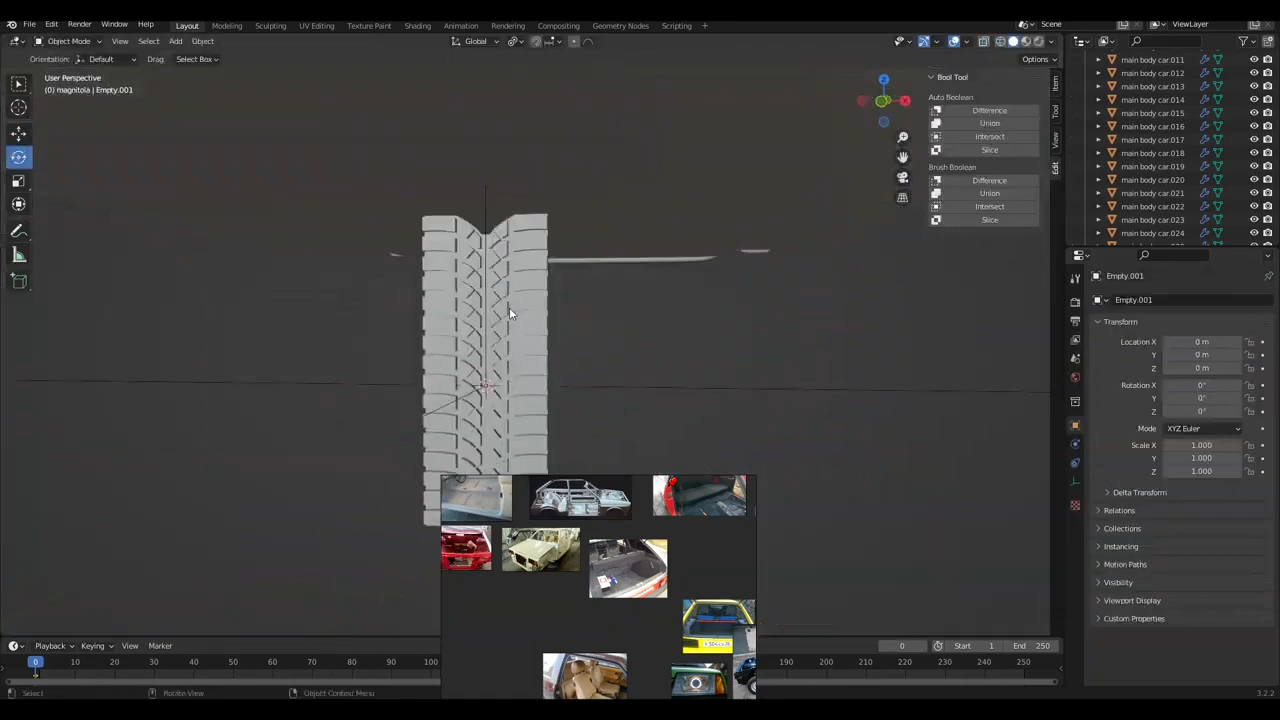 File Edit Render Window Help Layout Modeling Sculpting UV Editing Texture Paint Shading Animation Rendering Compositing Geometry Nodes Scripting + Scene ViewLayer
Object Mode View Select Add Object Global
Orientation: Default Drag: Select Box Options
User Perspective
(0) magnitola | Empty.001
Bool Tool
Auto Boolean
Difference
Union
Intersect
Slice
Brush Boolean
Difference
Union
Intersect
Slice
Item
Tool
View
Edit
main body car.011
main body car.012
main body car.013
main body car.014
main body car.015
main body car.016
main body car.017
main body car.018
main body car.019
main body car.020
main body car.021
main body car.022
main body car.023
main body car.024
Empty.001
Empty.001
Transform
Location X 0 m
Y 0 m
Z 0 m
Rotation X 0°
Y 0°
Z 0°
Mode XYZ Euler
Scale X 1.000
Y 1.000
Z 1.000
Delta Transform
Relations
Collections
Instancing
Motion Paths
Visibility
Viewport Display
Custom Properties
Playback Keying View Marker 0 Start 1 End 250
0 10 20 30 40 50 60 70 80 90 100 190 200 210 220 230 240 250
Select Rotate View Object Context Menu 3.2.2